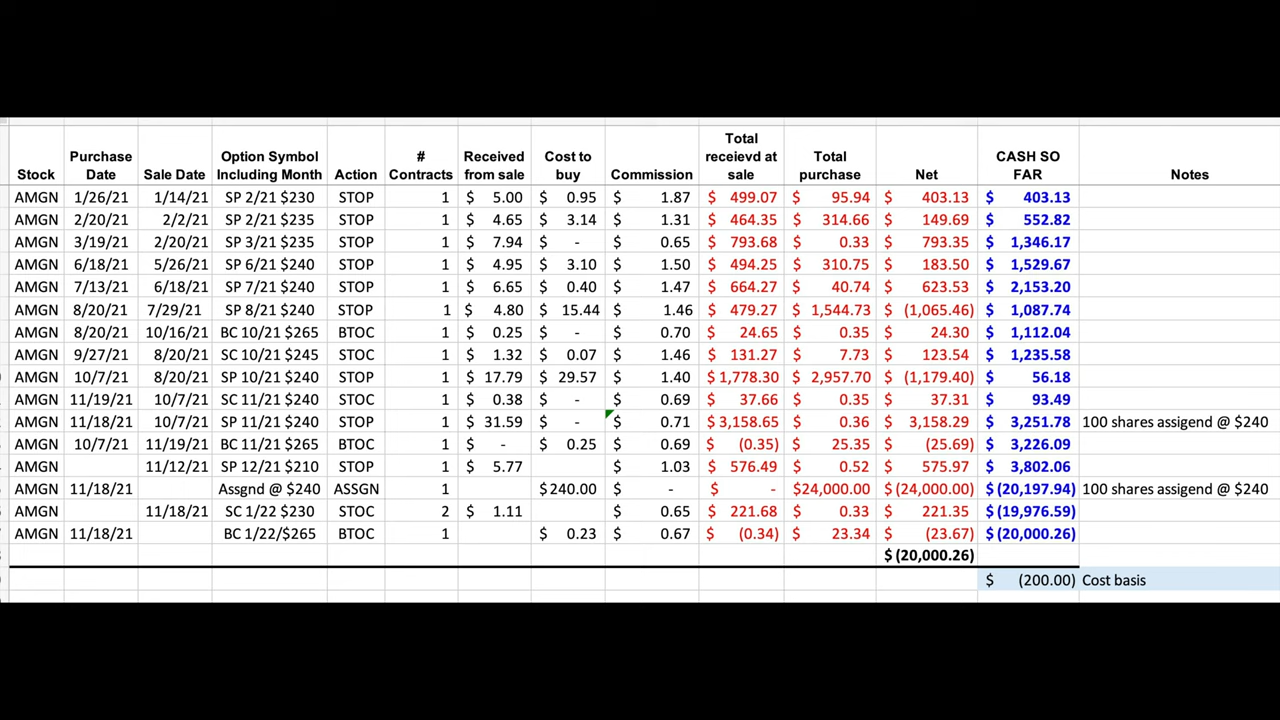 Stock Purchase Date Sale Date Option Symbol Including Month Action # Contracts Received from sale Cost to buy Commission Total receievd at sale Total purchase Net CASH SO FAR Notes
AMGN 1/26/21 1/14/21 SP 2/21 $230 STOP 1 $ 5.00 $ 0.95 $ 1.87 $ 499.07 $ 95.94 $ 403.13 $ 403.13
AMGN 2/20/21 2/2/21 SP 2/21 $235 STOP 1 $ 4.65 $ 3.14 $ 1.31 $ 464.35 $ 314.66 $ 149.69 $ 552.82
AMGN 3/19/21 2/20/21 SP 3/21 $235 STOP 1 $ 7.94 $ - $ 0.65 $ 793.68 $ 0.33 $ 793.35 $ 1,346.17
AMGN 6/18/21 5/26/21 SP 6/21 $240 STOP 1 $ 4.95 $ 3.10 $ 1.50 $ 494.25 $ 310.75 $ 183.50 $ 1,529.67
AMGN 7/13/21 6/18/21 SP 7/21 $240 STOP 1 $ 6.65 $ 0.40 $ 1.47 $ 664.27 $ 40.74 $ 623.53 $ 2,153.20
AMGN 8/20/21 7/29/21 SP 8/21 $240 STOP 1 $ 4.80 $ 15.44 $ 1.46 $ 479.27 $ 1,544.73 $ (1,065.46) $ 1,087.74
AMGN 8/20/21 10/16/21 BC 10/21 $265 BTOC 1 $ 0.25 $ - $ 0.70 $ 24.65 $ 0.35 $ 24.30 $ 1,112.04
AMGN 9/27/21 8/20/21 SC 10/21 $245 STOC 1 $ 1.32 $ 0.07 $ 1.46 $ 131.27 $ 7.73 $ 123.54 $ 1,235.58
AMGN 10/7/21 8/20/21 SP 10/21 $240 STOP 1 $ 17.79 $ 29.57 $ 1.40 $ 1,778.30 $ 2,957.70 $ (1,179.40) $ 56.18
AMGN 11/19/21 10/7/21 SC 11/21 $240 STOC 1 $ 0.38 $ - $ 0.69 $ 37.66 $ 0.35 $ 37.31 $ 93.49
AMGN 11/18/21 10/7/21 SP 11/21 $240 STOP 1 $ 31.59 $ - $ 0.71 $ 3,158.65 $ 0.36 $ 3,158.29 $ 3,251.78 100 shares assigend @ $240
AMGN 10/7/21 11/19/21 BC 11/21 $265 BTOC 1 $ - $ 0.25 $ 0.69 $ (0.35) $ 25.35 $ (25.69) $ 3,226.09
AMGN 11/12/21 SP 12/21 $210 STOP 1 $ 5.77 $ 1.03 $ 576.49 $ 0.52 $ 575.97 $ 3,802.06
AMGN 11/18/21 Assgnd @ $240 ASSGN 1 $240.00 $ - $ - $24,000.00 $ (24,000.00) $ (20,197.94) 100 shares assigend @ $240
AMGN 11/18/21 SC 1/22 $230 STOC 2 $ 1.11 $ 0.65 $ 221.68 $ 0.33 $ 221.35 $ (19,976.59)
AMGN 11/18/21 BC 1/22/$265 BTOC 1 $ 0.23 $ 0.67 $ (0.34) $ 23.34 $ (23.67) $ (20,000.26)
$ (20,000.26)
$ (200.00) Cost basis